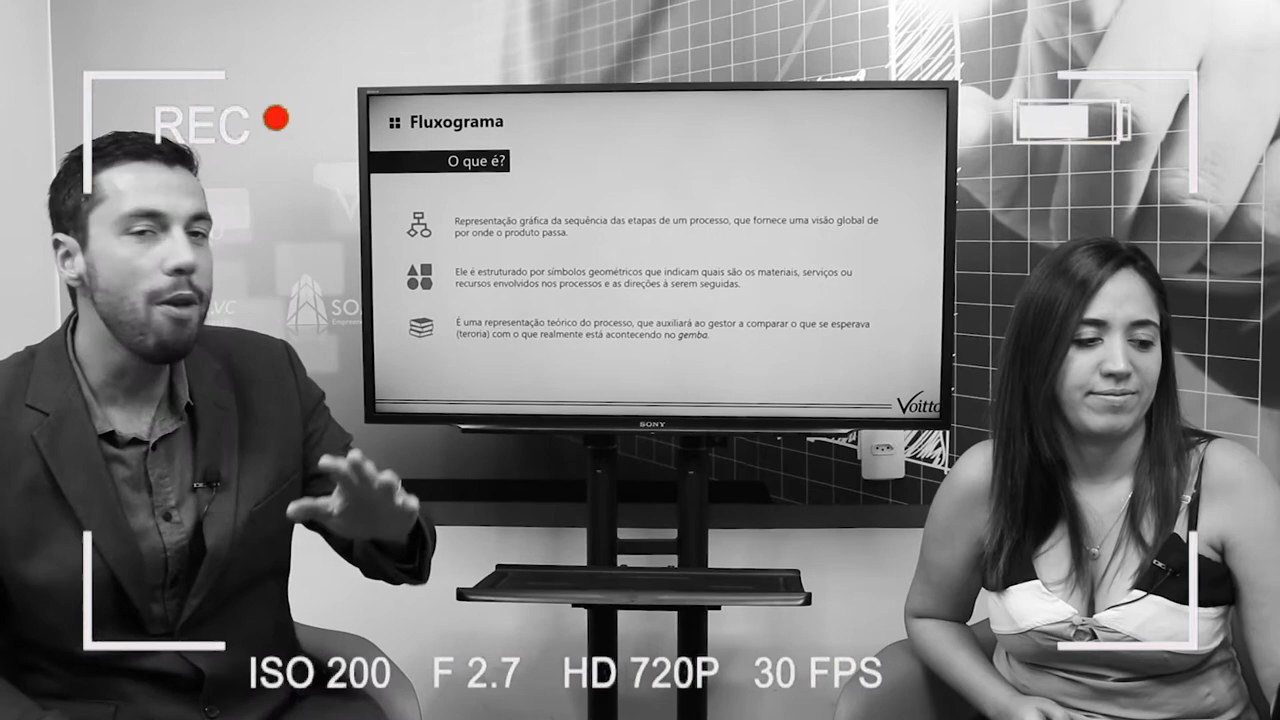 REC
Fluxograma
O que é?
Representação gráfica da sequência das etapas de um processo, que fornece uma visão global de
por onde o produto passa.
Ele é estruturado por símbolos geométricos que indicam quais são os materiais, serviços ou
recursos envolvidos nos processos e as direções à serem seguidas.
É uma representação teórico do processo, que auxiliará ao gestor a comparar o que se esperava
(teroria) com o que realmente está acontecendo no gemba.
Voitto
SONY
ISO 200 F 2.7 HD 720P 30 FPS